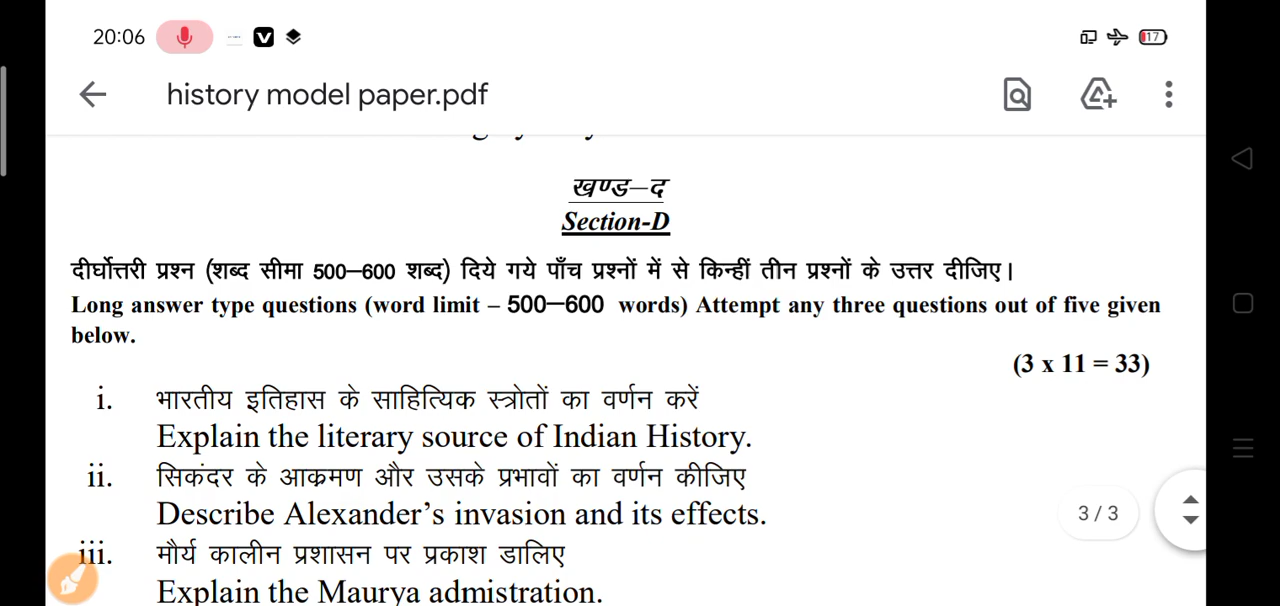 20:06
17
history model paper.pdf
खण्ड–द
Section-D
दीर्घोत्तरी प्रश्न (शब्द सीमा 500–600 शब्द) दिये गये पाँच प्रश्नों में से किन्हीं तीन प्रश्नों के उत्तर दीजिए।
Long answer type questions (word limit – 500–600 words) Attempt any three questions out of five given
below.
(3 x 11 = 33)
i. भारतीय इतिहास के साहित्यिक स्त्रोतों का वर्णन करें
Explain the literary source of Indian History.
ii. सिकंदर के आक्रमण और उसके प्रभावों का वर्णन कीजिए
Describe Alexander's invasion and its effects.
3 / 3
iii. मौर्य कालीन प्रशासन पर प्रकाश डालिए
Explain the Maurya admistration.